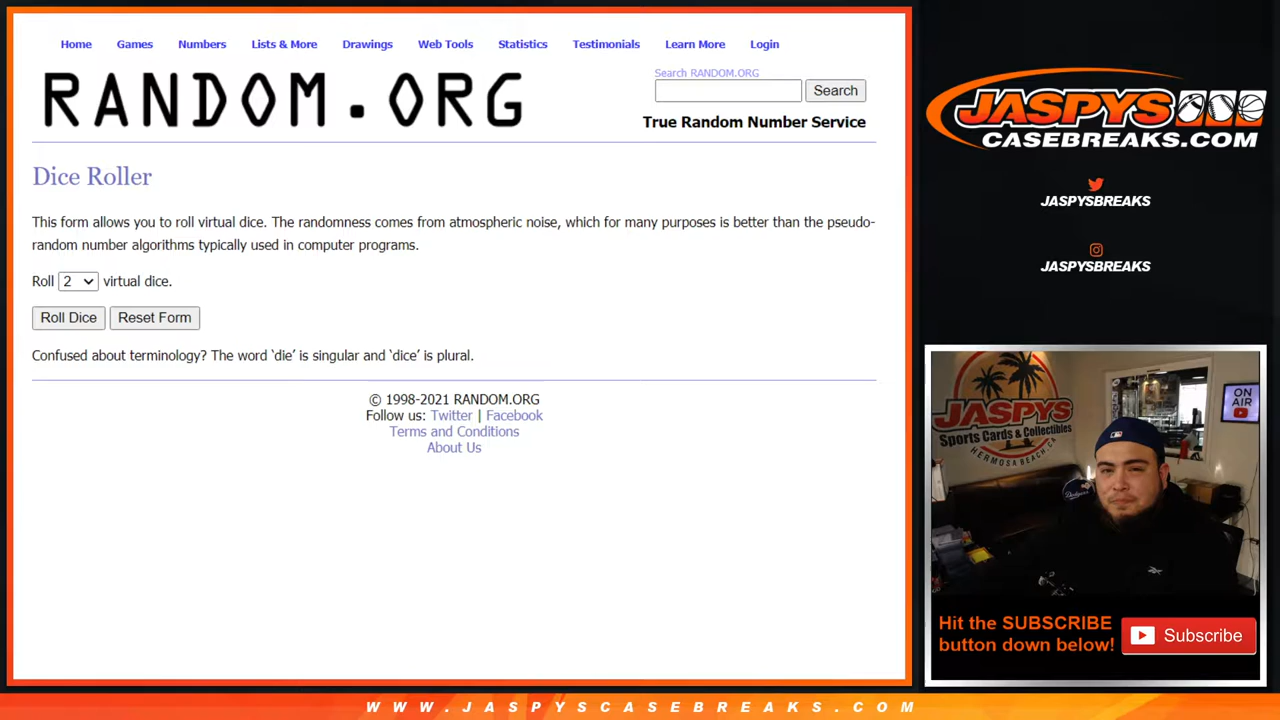 Home Games Numbers Lists & More Drawings Web Tools Statistics Testimonials Learn More Login
RANDOM.ORG
Search RANDOM.ORG
Search
True Random Number Service
Dice Roller
This form allows you to roll virtual dice. The randomness comes from atmospheric noise, which for many purposes is better than the pseudo-
random number algorithms typically used in computer programs.
Roll 2 virtual dice.
Roll Dice Reset Form
Confused about terminology? The word ‘die’ is singular and ‘dice’ is plural.
© 1998-2021 RANDOM.ORG
Follow us: Twitter | Facebook
Terms and Conditions
About Us
JASPYS
CASEBREAKS.COM
JASPYSBREAKS
JASPYSBREAKS
JASPYS
Sports Cards & Collectibles
HERMOSA BEACH, CA
ON
AIR
Dodgers
Hit the SUBSCRIBE
button down below!
Subscribe
WWW.JASPYSCASEBREAKS.COM